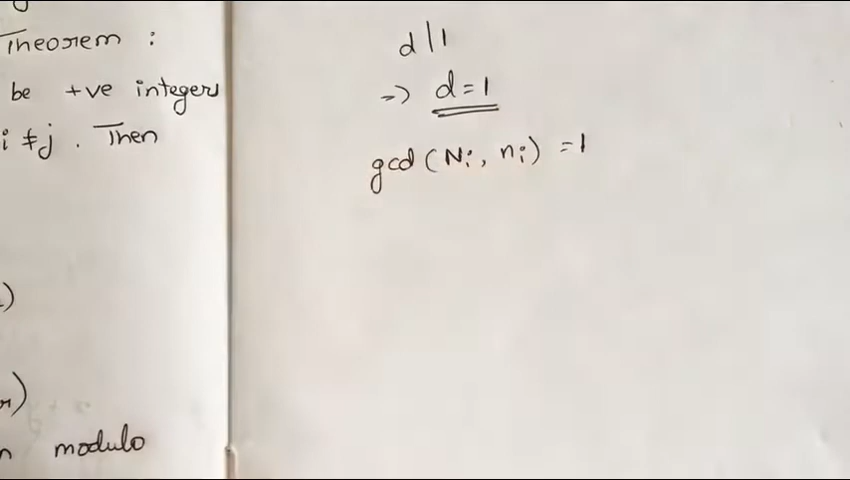 Theorem :
be +ve integers
i ≠ j . Then
)
r)
n modulo
d | 1
=> d = 1
gcd (Ni, ni) = 1